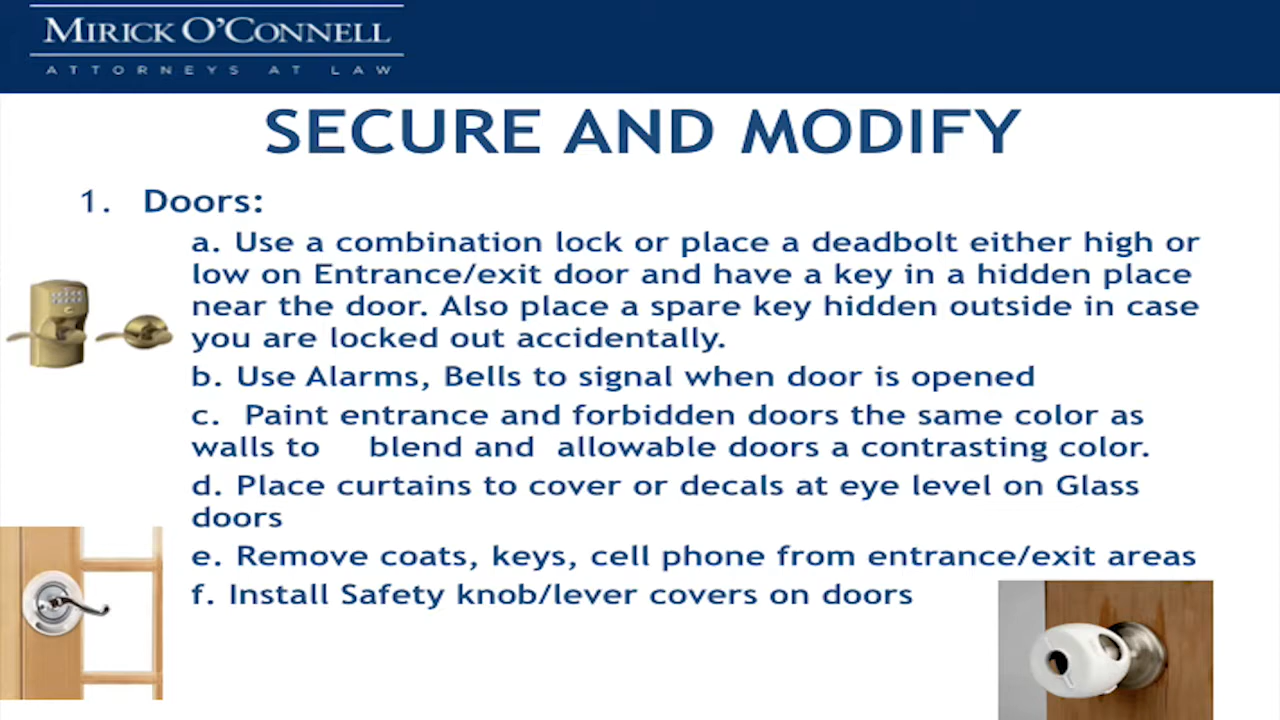 MIRICK O'CONNELL
ATTORNEYS AT LAW
SECURE AND MODIFY
1. Doors:
a. Use a combination lock or place a deadbolt either high or
low on Entrance/exit door and have a key in a hidden place
near the door. Also place a spare key hidden outside in case
you are locked out accidentally.
b. Use Alarms, Bells to signal when door is opened
c. Paint entrance and forbidden doors the same color as
walls to blend and allowable doors a contrasting color.
d. Place curtains to cover or decals at eye level on Glass
doors
e. Remove coats, keys, cell phone from entrance/exit areas
f. Install Safety knob/lever covers on doors